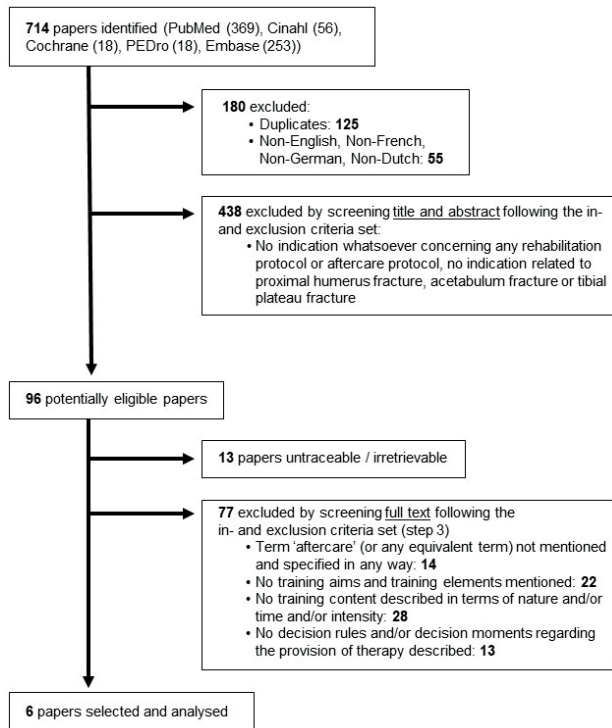 714 papers identified (PubMed (369), Cinahl (56),
Cochrane (18), PEDro (18), Embase (253))
180 excluded:
• Duplicates: 125
• Non-English, Non-French,
Non-German, Non-Dutch: 55
438 excluded by screening title and abstract following the in-
and exclusion criteria set:
• No indication whatsoever concerning any rehabilitation
protocol or aftercare protocol, no indication related to
proximal humerus fracture, acetabulum fracture or tibial
plateau fracture
96 potentially eligible papers
13 papers untraceable / irretrievable
77 excluded by screening full text following the
in- and exclusion criteria set (step 3)
• Term ‘aftercare’ (or any equivalent term) not mentioned
and specified in any way: 14
• No training aims and training elements mentioned: 22
• No training content described in terms of nature and/or
time and/or intensity: 28
• No decision rules and/or decision moments regarding
the provision of therapy described: 13
6 papers selected and analysed